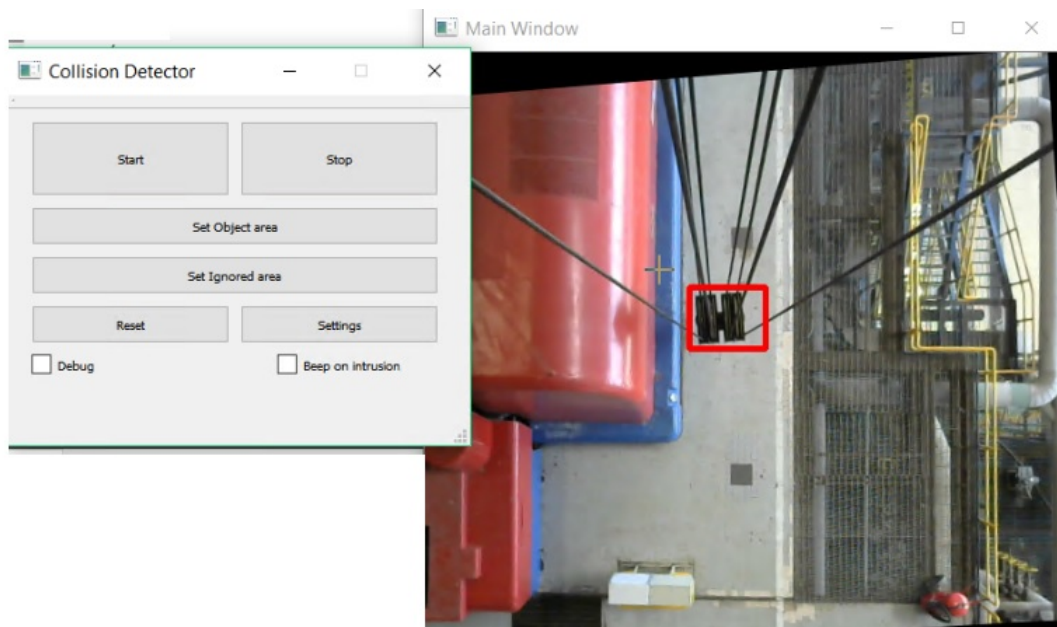 Main Window
Collision Detector
Start
Stop
Set Object area
Set Ignored area
Reset
Settings
Debug
Beep on intrusion